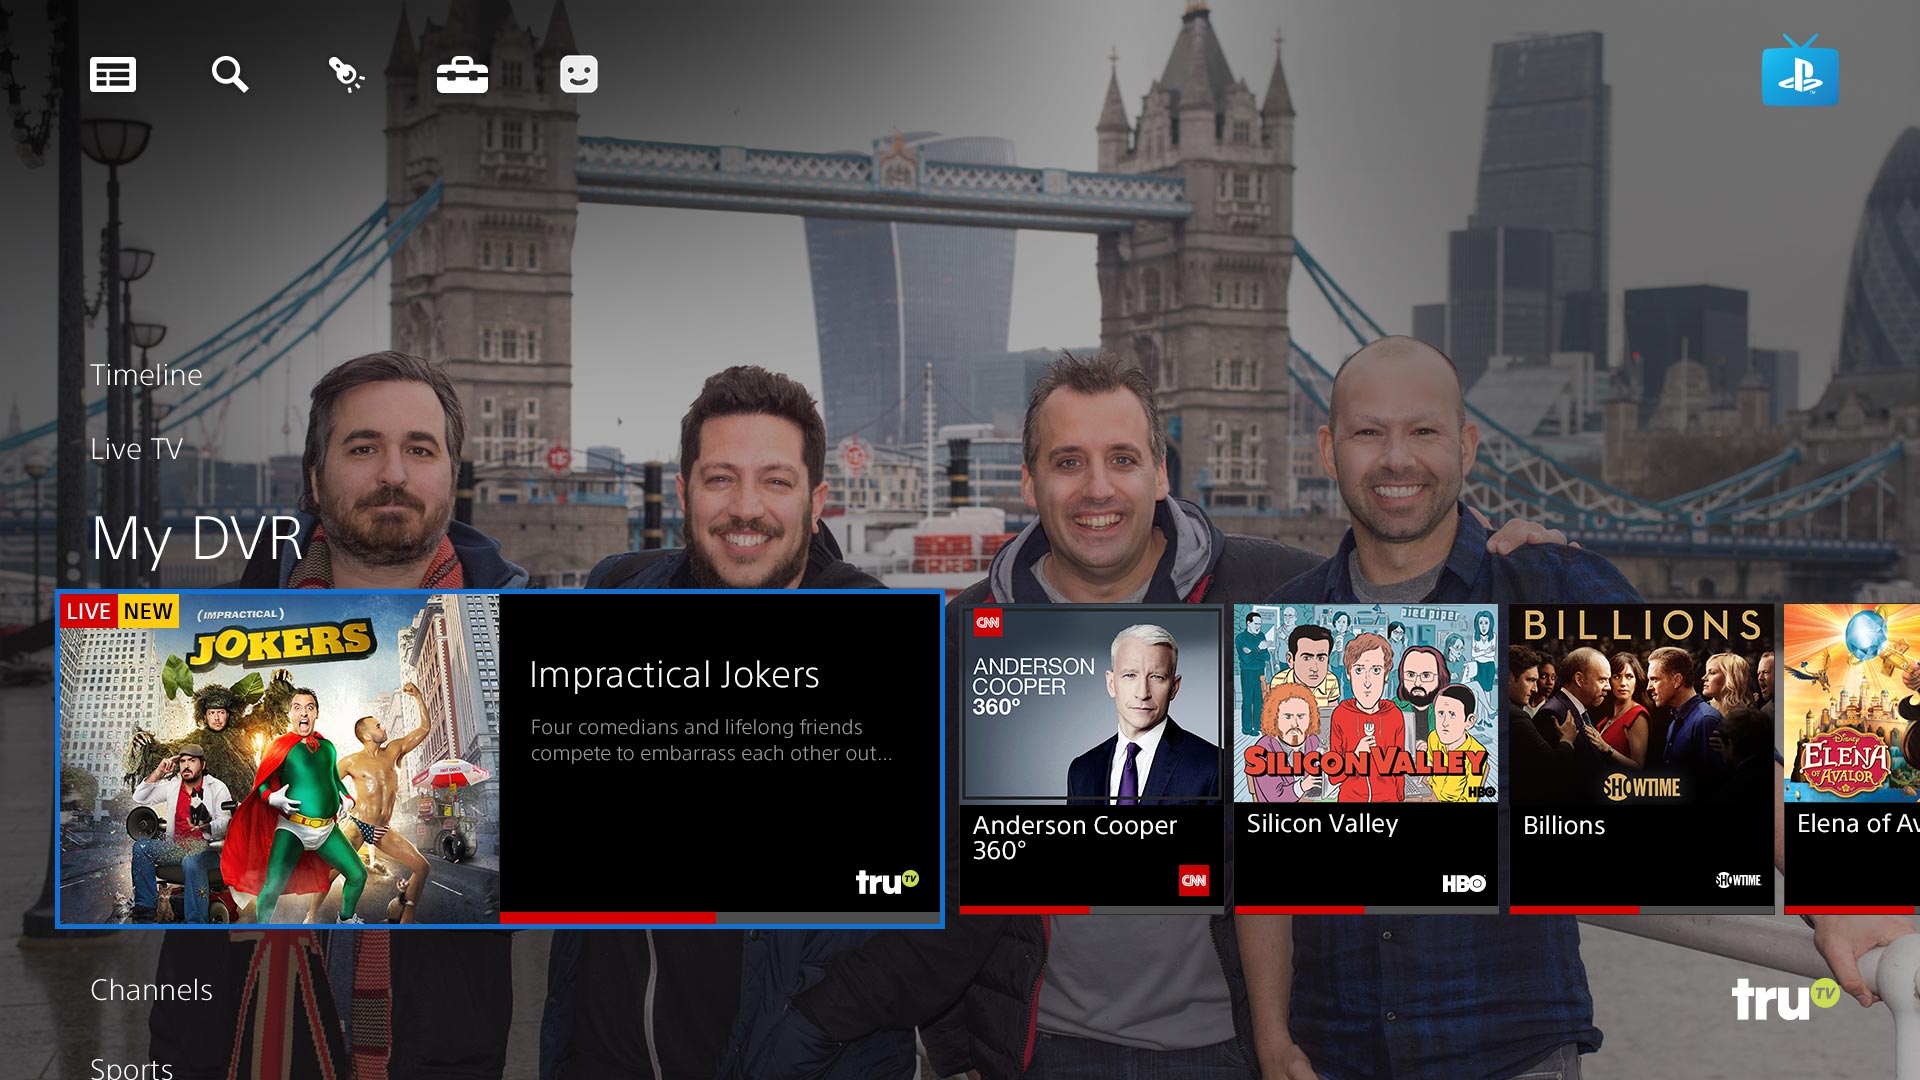 Timeline
Live TV
My DVR
LIVE NEW
(IMPRACTICAL)
JOKERS
HOT DOGS
Impractical Jokers
Four comedians and lifelong friends
compete to embarrass each other out...
truTV
CNN
ANDERSON
COOPER
360°
Anderson Cooper
360°
CNN
pied piper
SILICON VALLEY
HBO
Silicon Valley
HBO
BILLIONS
SHOWTIME
Billions
SHOWTIME
Disney
ELENA
OF AVALOR
Elena of Av
Channels
truTV
Sports